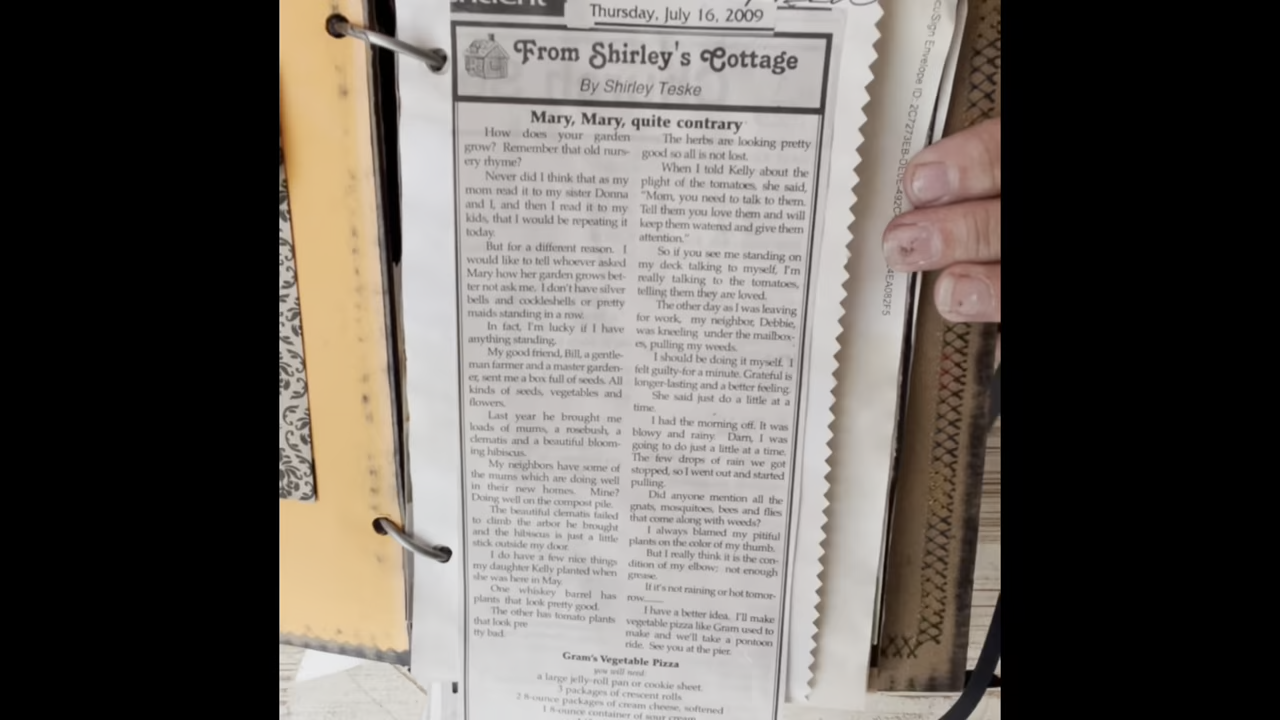 Thursday, July 16, 2009
From Shirley's Cottage
By Shirley Teske
Mary, Mary, quite contrary
How does your garden
grow? Remember that old nurs-
ery rhyme?
Never did I think that as my
mom read it to my sister Donna
and I, and then I read it to my
kids, that I would be repeating it
today.
But for a different reason. I
would like to tell whoever asked
Mary how her garden grows bet-
ter not ask me. I don't have silver
bells and cockleshells or pretty
maids standing in a row.
In fact, I'm lucky if I have
anything standing.
My good friend, Bill, a gentle-
man farmer and a master garden-
er, sent me a box full of seeds. All
kinds of seeds, vegetables and
flowers.
Last year he brought me
loads of mums, a rosebush, a
clematis and a beautiful bloom-
ing hibiscus.
My neighbors have some of
the mums which are doing well
in their new homes. Mine?
Doing well on the compost pile.
The beautiful clematis failed
to climb the arbor he brought
and the hibiscus is just a little
stick outside my door.
I do have a few nice things
my daughter Kelly planted when
she was here in May.
One whiskey barrel has
plants that look pretty good.
The other has tomato plants
that look pre
tty bad.
The herbs are looking pretty
good so all is not lost.
When I told Kelly about the
plight of the tomatoes, she said,
"Mom, you need to talk to them.
Tell them you love them and will
keep them watered and give them
attention."
So if you see me standing on
my deck talking to myself, I'm
really talking to the tomatoes,
telling them they are loved.
The other day as I was leaving
for work, my neighbor, Debbie,
was kneeling under the mailbox-
es, pulling my weeds.
I should be doing it myself. I
felt guilty-for a minute. Grateful is
longer-lasting and a better feeling.
She said just do a little at a
time.
I had the morning off. It was
blowy and rainy. Darn, I was
going to do just a little at a time.
The few drops of rain we got
stopped, so I went out and started
pulling.
Did anyone mention all the
gnats, mosquitoes, bees and flies
that come along with weeds?
I always blamed my pitiful
plants on the color of my thumb.
But I really think it is the con-
dition of my elbow; not enough
grease.
If it's not raining or hot tomor-
row......
I have a better idea. I'll make
vegetable pizza like Gram used to
make and we'll take a pontoon
ride. See you at the pier.
Gram's Vegetable Pizza
you will need:
a large jelly-roll pan or cookie sheet
3 packages of crescent rolls
2 8-ounce packages of cream cheese, softened
1 8-ounce container of sour cream